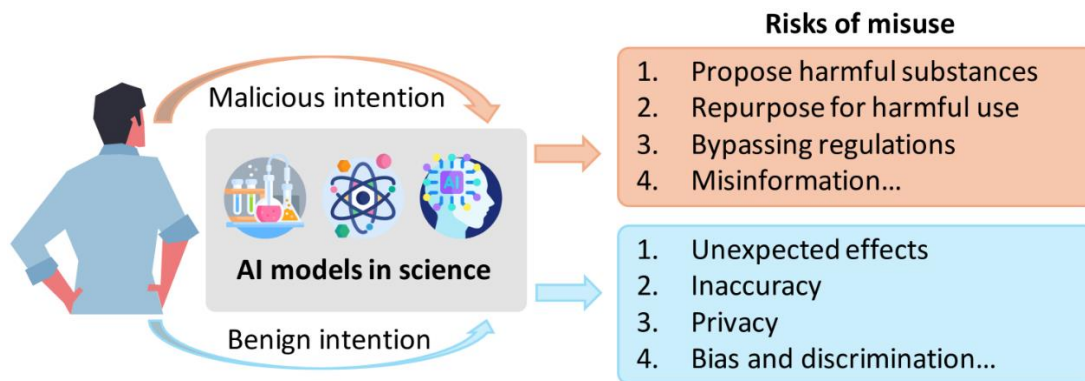 Risks of misuse
Malicious intention
AI
AI models in science
Benign intention
1. Propose harmful substances
2. Repurpose for harmful use
3. Bypassing regulations
4. Misinformation...
1. Unexpected effects
2. Inaccuracy
3. Privacy
4. Bias and discrimination...